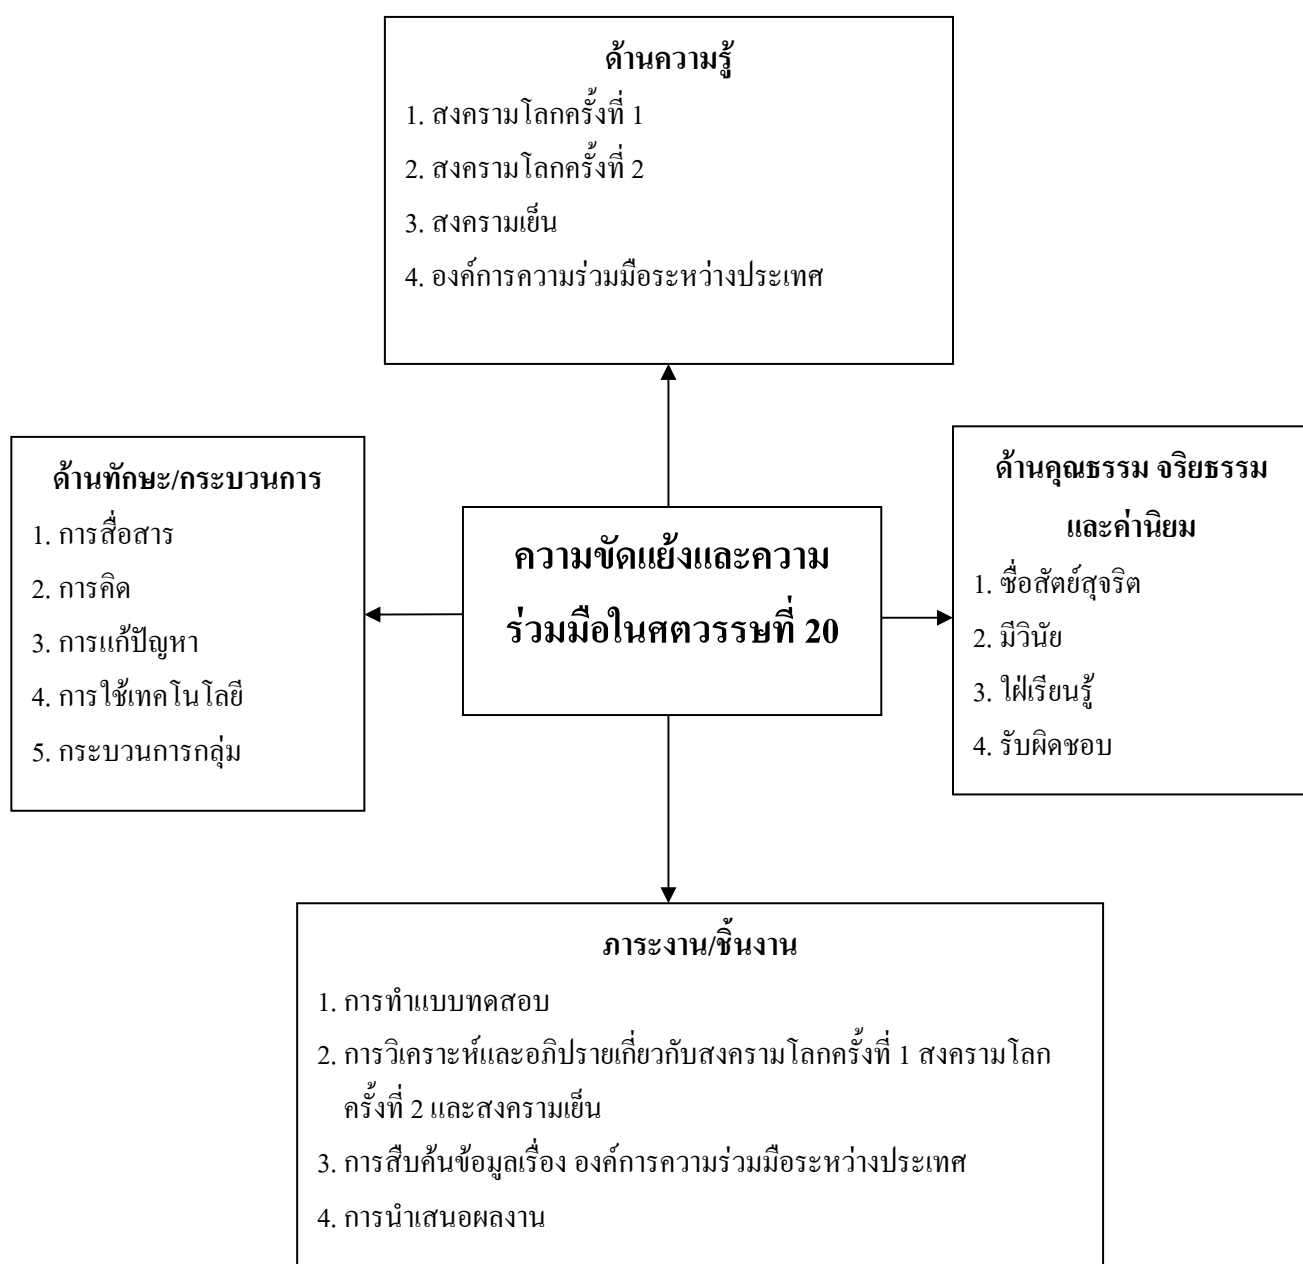 ด้านความรู้
1. สงครามโลกครั้งที่ 1
2. สงครามโลกครั้งที่ 2
3. สงครามเย็น
4. องค์การความร่วมมือระหว่างประเทศ
ด้านทักษะ/กระบวนการ
1. การสื่อสาร
2. การคิด
3. การแก้ปัญหา
4. การใช้เทคโนโลยี
5. กระบวนการกลุ่ม
ความขัดแย้งและความ
ร่วมมือในศตวรรษที่ 20
ด้านคุณธรรม จริยธรรม
และค่านิยม
1. ซื่อสัตย์สุจริต
2. มีวินัย
3. ใฝ่เรียนรู้
4. รับผิดชอบ
ภาระงาน/ชิ้นงาน
1. การทำแบบทดสอบ
2. การวิเคราะห์และอภิปรายเกี่ยวกับสงครามโลกครั้งที่ 1 สงครามโลก
ครั้งที่ 2 และสงครามเย็น
3. การสืบค้นข้อมูลเรื่อง องค์การความร่วมมือระหว่างประเทศ
4. การนำเสนอผลงาน